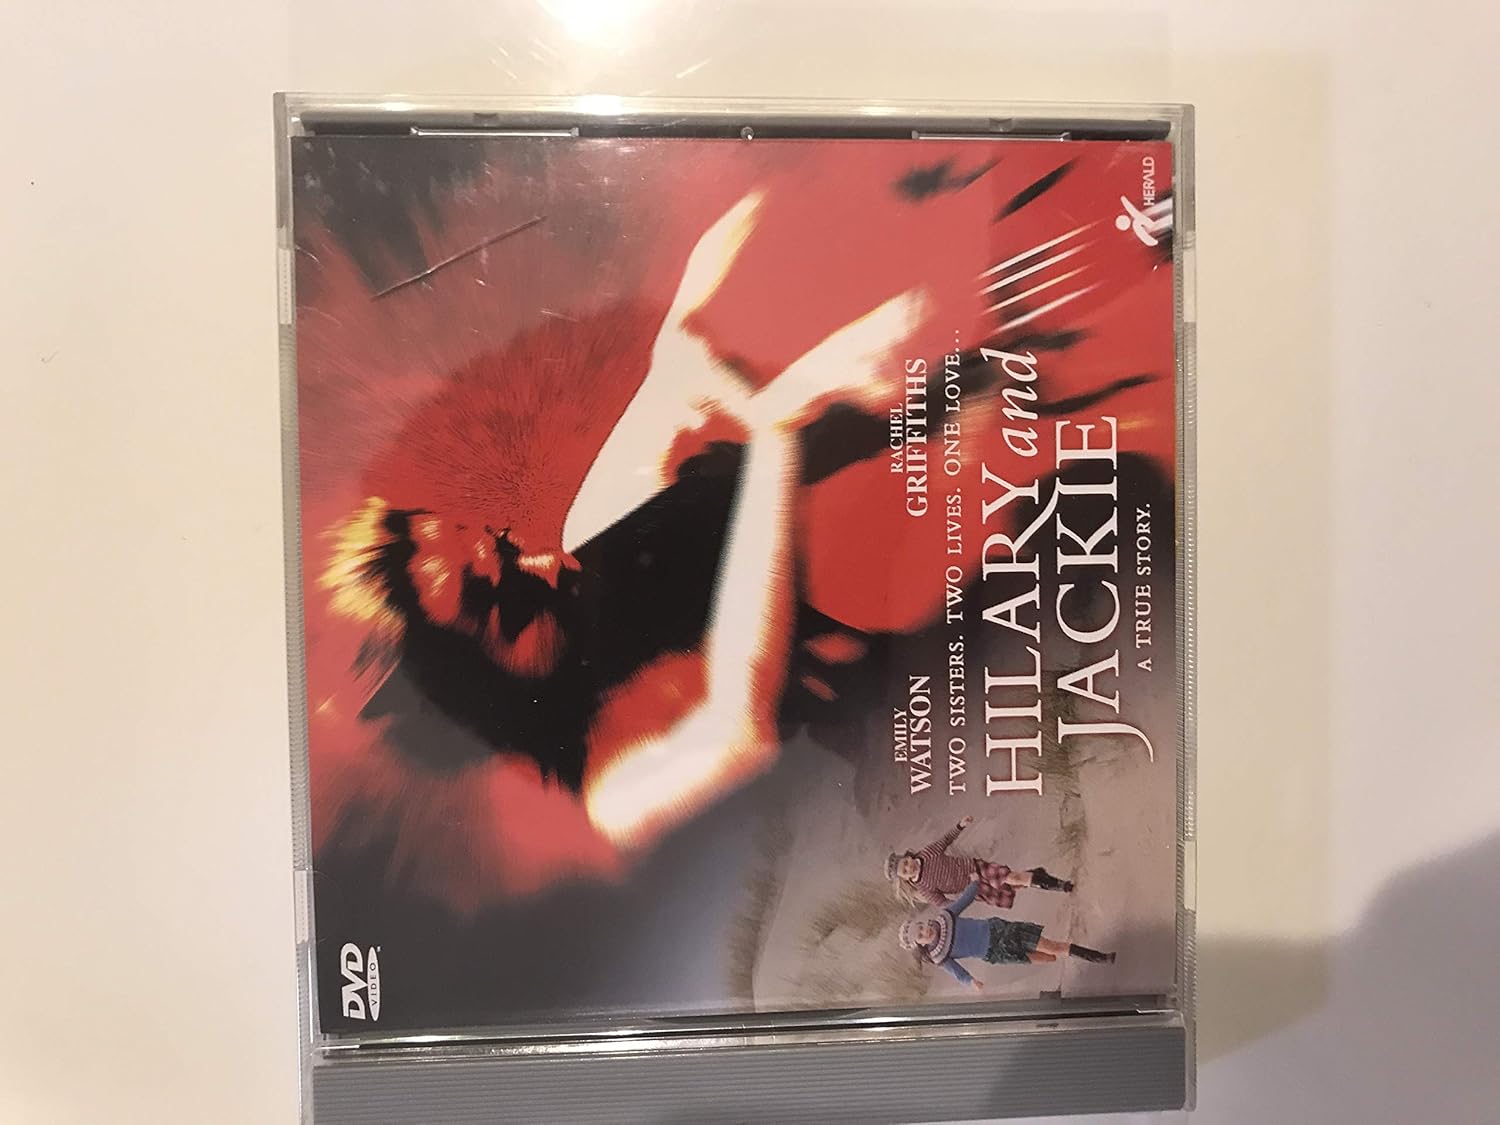 DVD
VIDEO
EMILY
WATSON
RACHEL
GRIFFITHS
TWO SISTERS. TWO LIVES. ONE LOVE...
HILARY and
JACKIE
A TRUE STORY.
HERALD